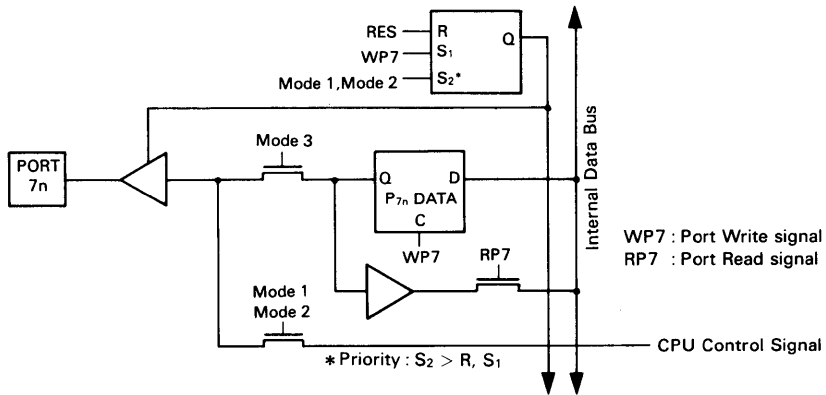 RES
R
Q
WP7
S1
Mode 1, Mode 2
S2*
Internal Data Bus
Mode 3
PORT
7n
Q
D
P7n DATA
C
WP7
WP7 : Port Write signal
RP7 : Port Read signal
RP7
Mode 1
Mode 2
CPU Control Signal
* Priority : S2 > R, S1